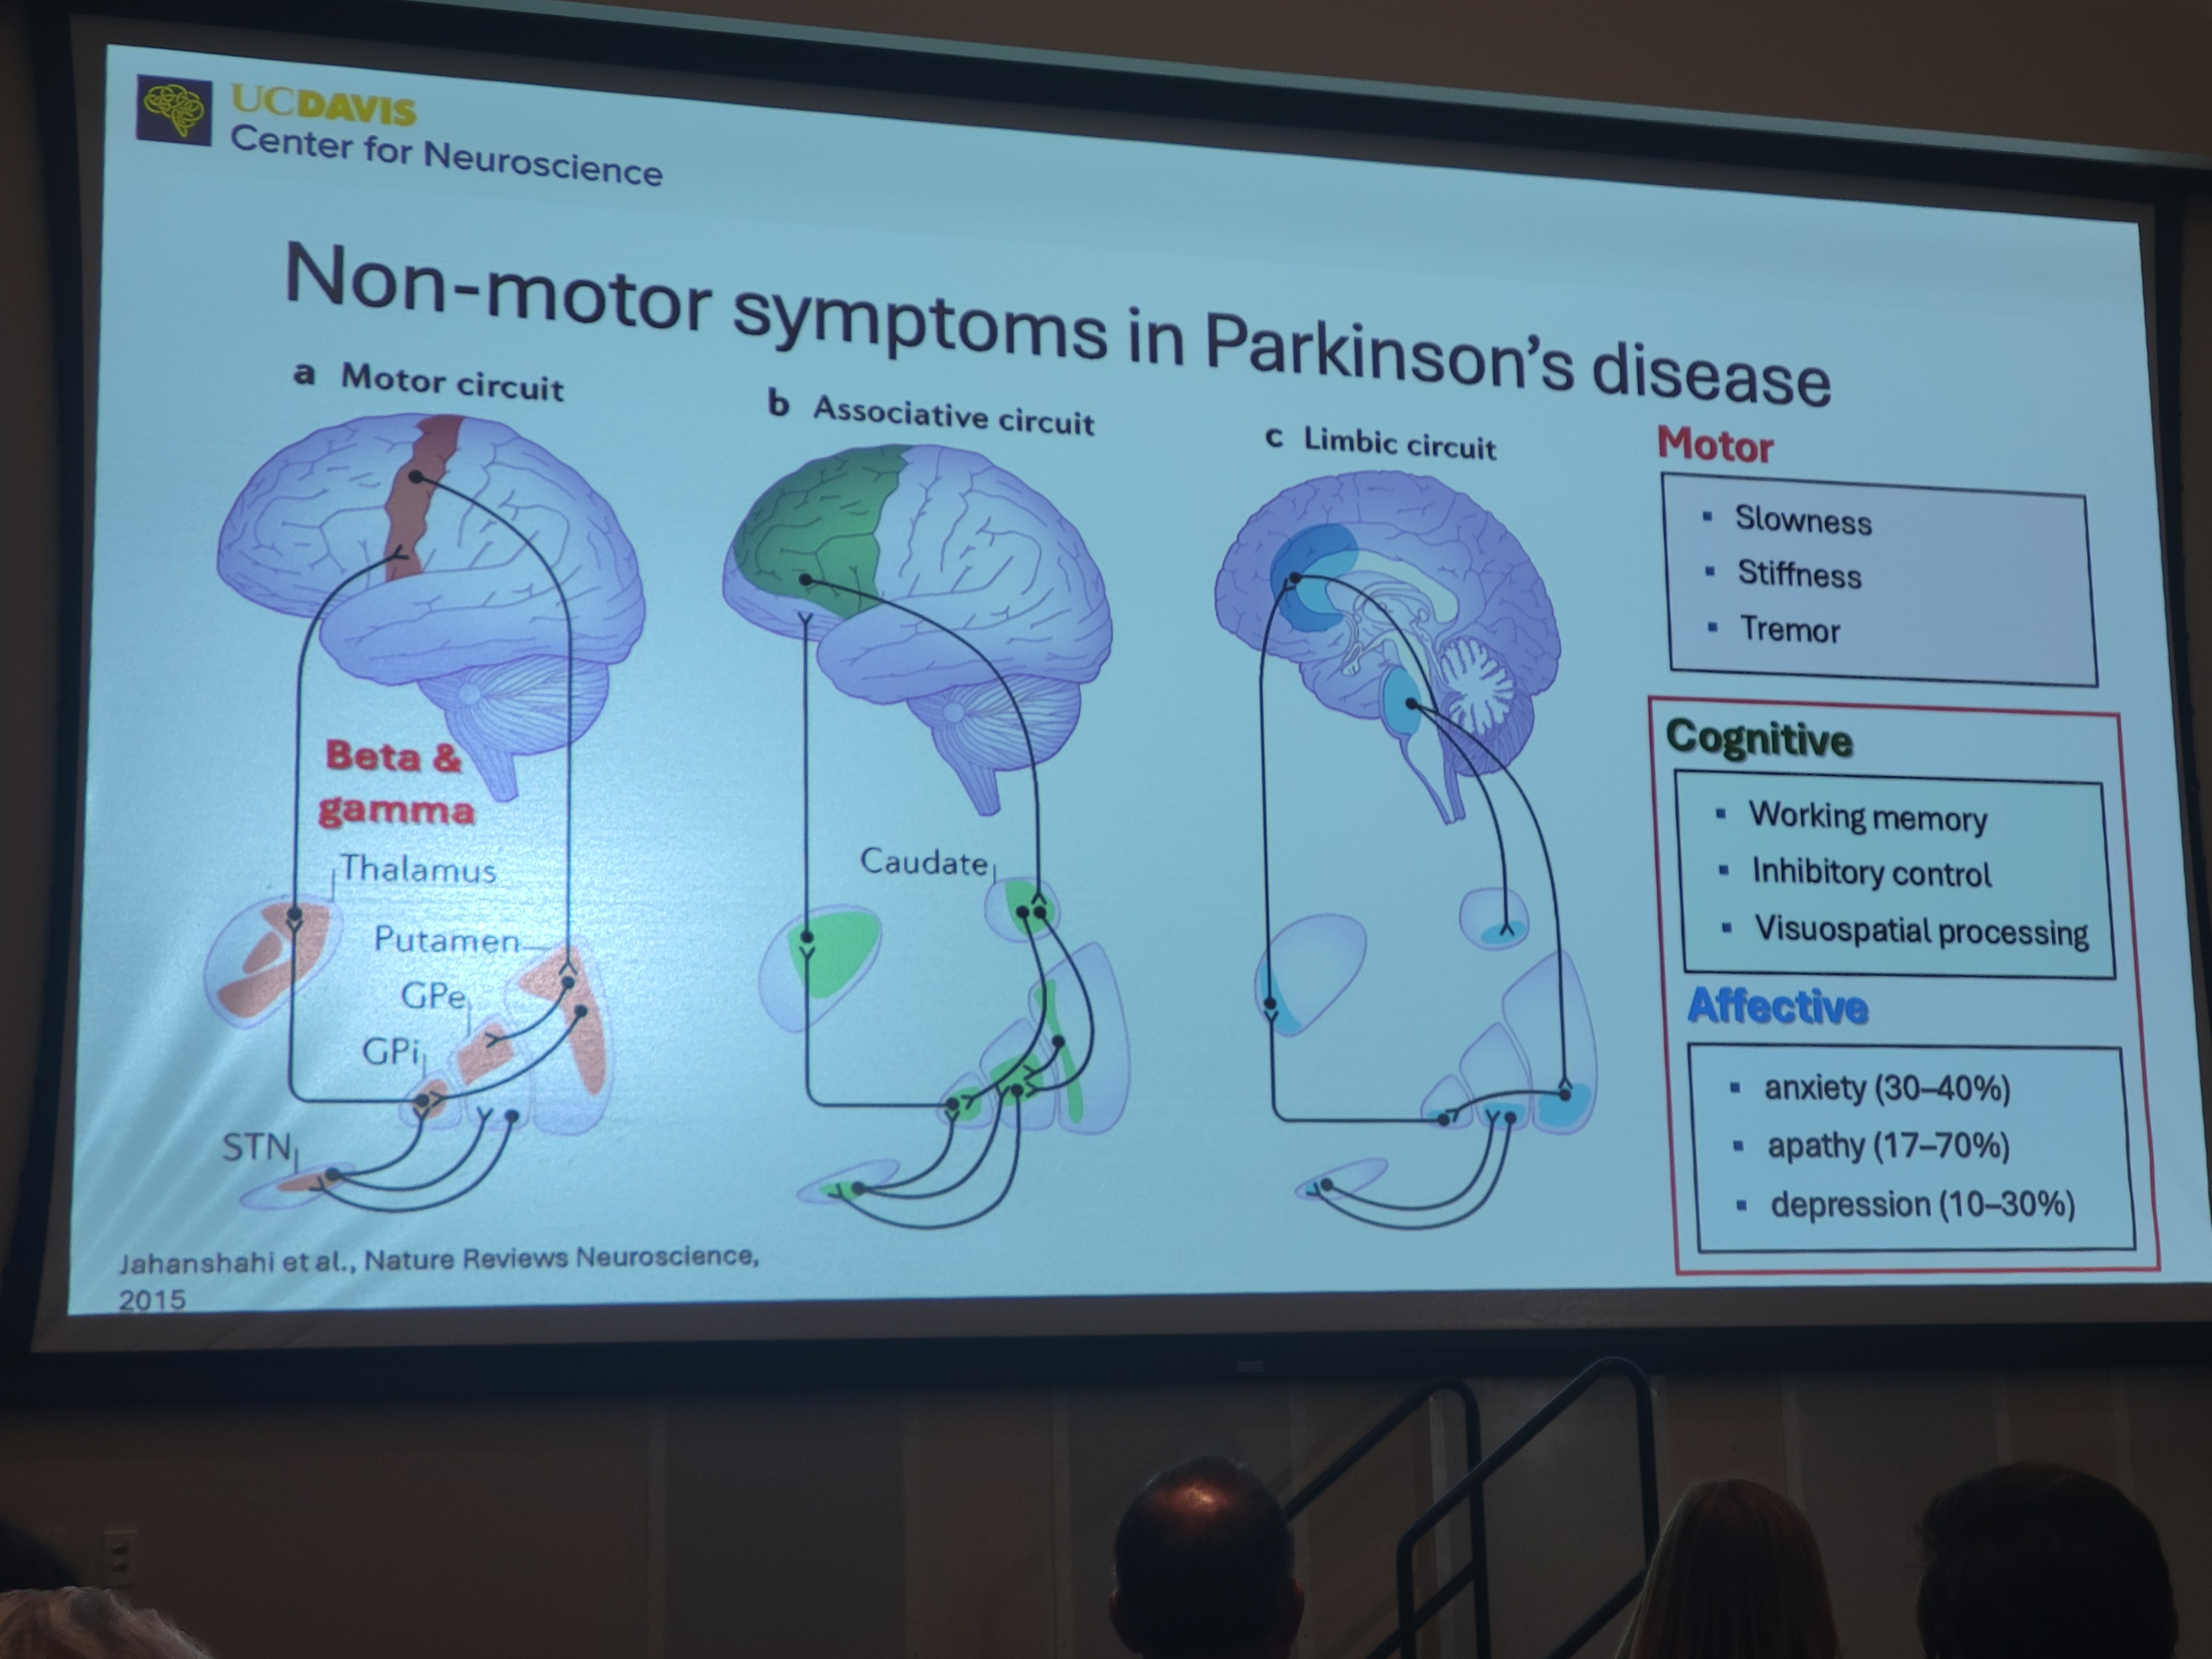 UCDAVIS
Center for Neuroscience
Non-motor symptoms in Parkinson's disease
a Motor circuit
Beta &
gamma
Thalamus
Putamen
GPe
GPi
STN
b Associative circuit
Caudate
c Limbic circuit
Motor
▪ Slowness
▪ Stiffness
▪ Tremor
Cognitive
▪ Working memory
▪ Inhibitory control
▪ Visuospatial processing
Affective
▪ anxiety (30–40%)
▪ apathy (17–70%)
▪ depression (10–30%)
Jahanshahi et al., Nature Reviews Neuroscience,
2015